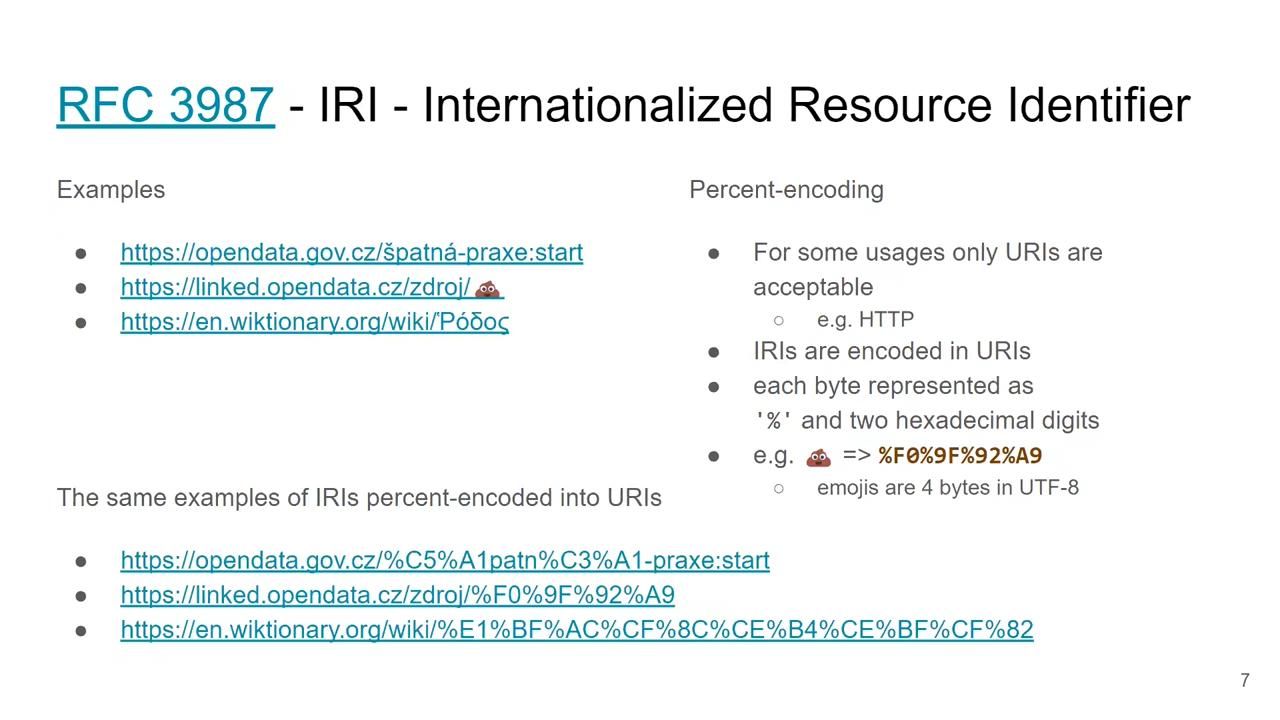 RFC 3987 - IRI - Internationalized Resource Identifier
Examples
● https://opendata.gov.cz/špatná-praxe:start
● https://linked.opendata.cz/zdroj/💩
● https://en.wiktionary.org/wiki/Ῥόδος
Percent-encoding
● For some usages only URIs are
acceptable
○ e.g. HTTP
● IRIs are encoded in URIs
● each byte represented as
'%' and two hexadecimal digits
● e.g. 💩 => %F0%9F%92%A9
○ emojis are 4 bytes in UTF-8
The same examples of IRIs percent-encoded into URIs
● https://opendata.gov.cz/%C5%A1patn%C3%A1-praxe:start
● https://linked.opendata.cz/zdroj/%F0%9F%92%A9
● https://en.wiktionary.org/wiki/%E1%BF%AC%CF%8C%CE%B4%CE%BF%CF%82
7